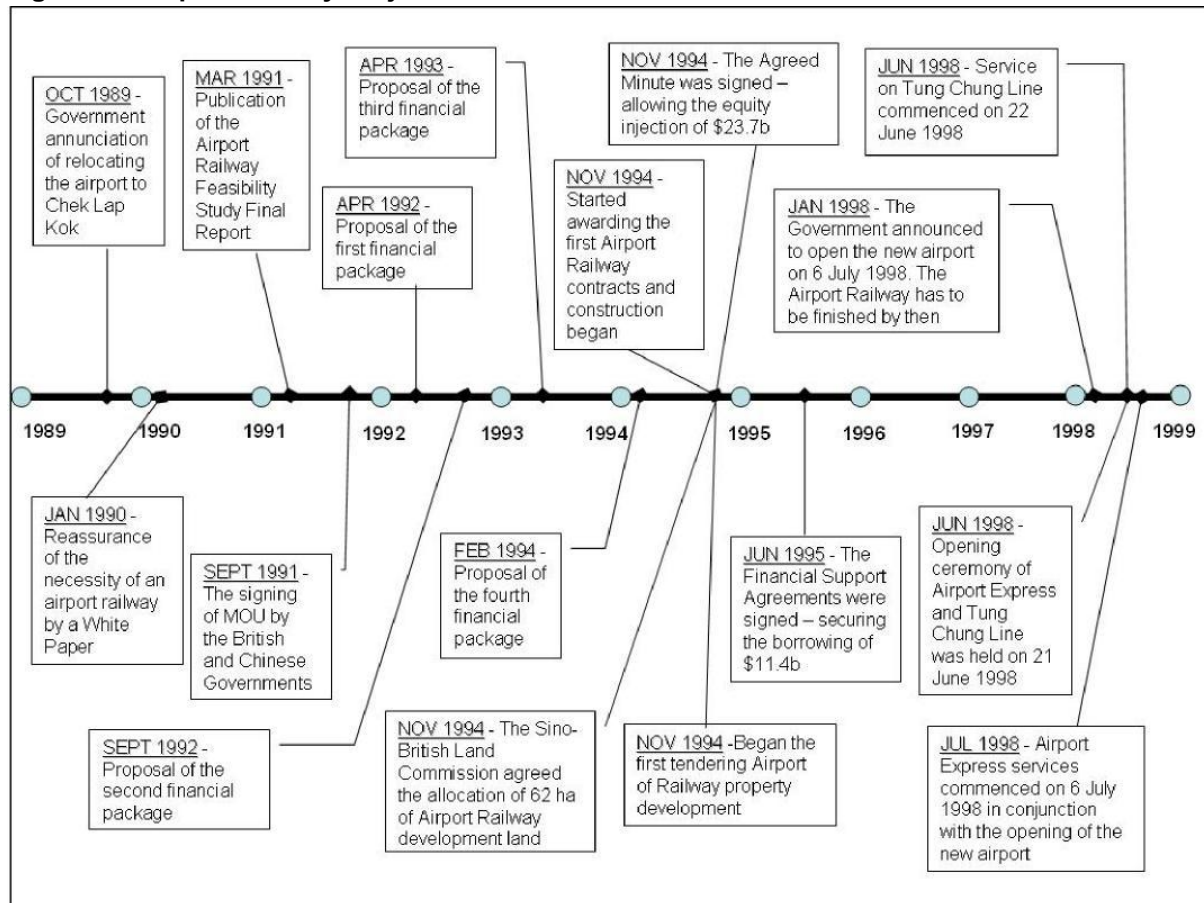 OCT 1989 -
Government
annunciation
of relocating
the airport to
Chek Lap
Kok
MAR 1991 -
Publication
of the
Airport
Railway
Feasibility
Study Final
Report
APR 1993 -
Proposal of the
third financial
package
APR 1992 -
Proposal of the
first financial
package
NOV 1994 - The Agreed
Minute was signed –
allowing the equity
injection of $23.7b
NOV 1994 -
Started
awarding the
first Airport
Railway
contracts and
construction
began
JUN 1998 - Service
on Tung Chung Line
commenced on 22
June 1998
JAN 1998 - The
Government announced
to open the new airport
on 6 July 1998. The
Airport Railway has to
be finished by then
1989
1990
1991
1992
1993
1994
1995
1996
1997
1998
1999
JAN 1990 -
Reassurance
of the
necessity of an
airport railway
by a White
Paper
SEPT 1991 -
The signing
of MOU by
the British
and Chinese
Governments
SEPT 1992 -
Proposal of the
second financial
package
FEB 1994 -
Proposal of
the fourth
financial
package
NOV 1994 - The Sino-
British Land
Commission agreed
the allocation of 62 ha
of Airport Railway
development land
NOV 1994 -Began the
first tendering Airport
of Railway property
development
JUN 1995 - The
Financial Support
Agreements were
signed – securing
the borrowing of
$11.4b
JUN 1998 -
Opening
ceremony of
Airport Express
and Tung
Chung Line
was held on 21
June 1998
JUL 1998 - Airport
Express services
commenced on 6 July
1998 in conjunction
with the opening of the
new airport